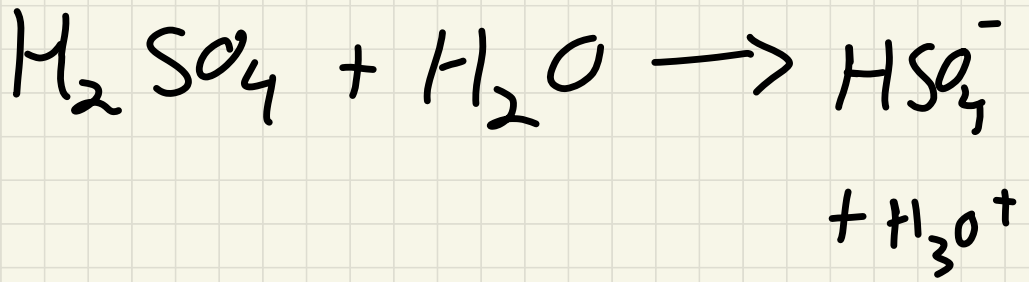 H₂SO₄ + H₂O ⟶ HSO₄⁻
+ H₃O⁺